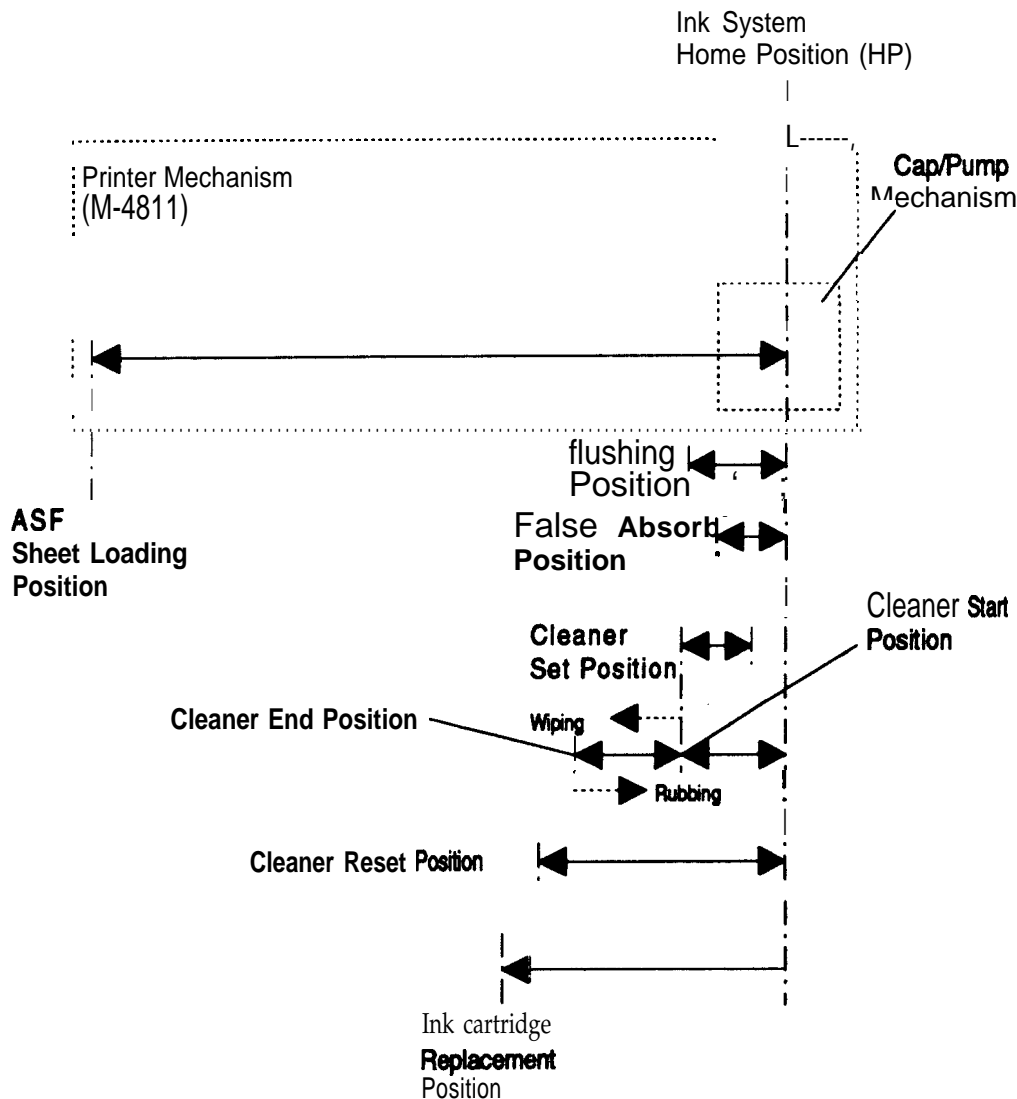 Ink System
Home Position (HP)
L
Printer Mechanism
(M-4811)
Cap/Pump
Mechanism
flushing
Position
ASF
Sheet Loading
Position
False Absorb
Position
Cleaner Start
Position
Cleaner
Set Position
Cleaner End Position
Wiping
Rubbing
Cleaner Reset Position
Ink cartridge
Replacement
Position